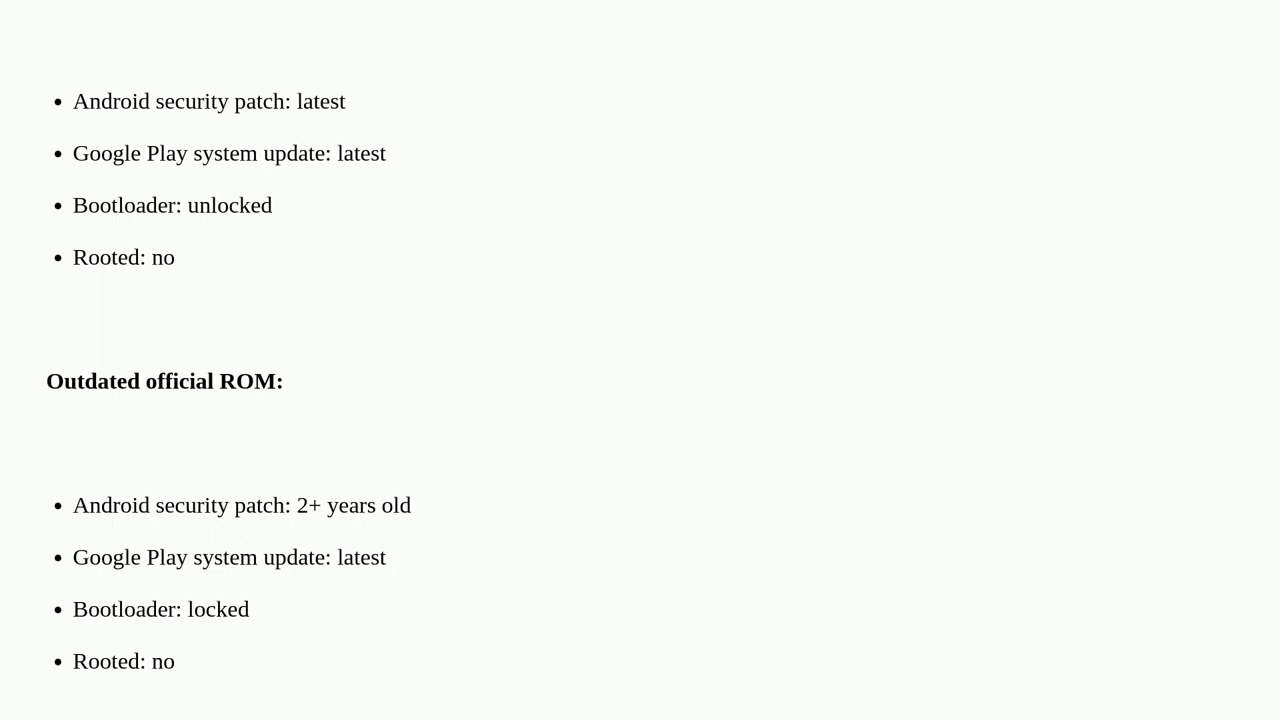 • Android security patch: latest
• Google Play system update: latest
• Bootloader: unlocked
• Rooted: no
Outdated official ROM:
• Android security patch: 2+ years old
• Google Play system update: latest
• Bootloader: locked
• Rooted: no